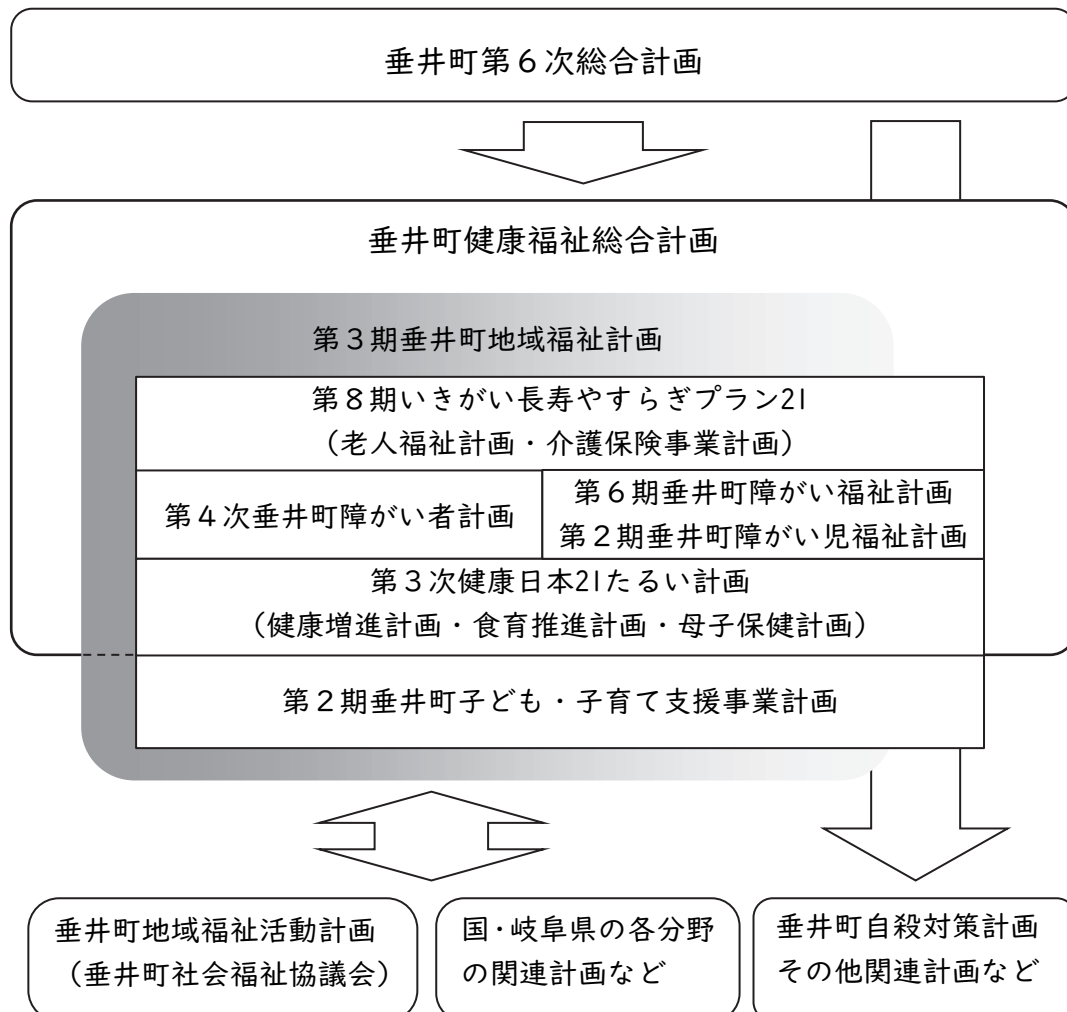 垂井町第６次総合計画
垂井町健康福祉総合計画
第３期垂井町地域福祉計画
第８期いきがい長寿やすらぎプラン21
（老人福祉計画・介護保険事業計画）
第４次垂井町障がい者計画
第６期垂井町障がい福祉計画
第２期垂井町障がい児福祉計画
第３次健康日本21たるい計画
（健康増進計画・食育推進計画・母子保健計画）
第２期垂井町子ども・子育て支援事業計画
垂井町地域福祉活動計画
（垂井町社会福祉協議会）
国・岐阜県の各分野
の関連計画など
垂井町自殺対策計画
その他関連計画など